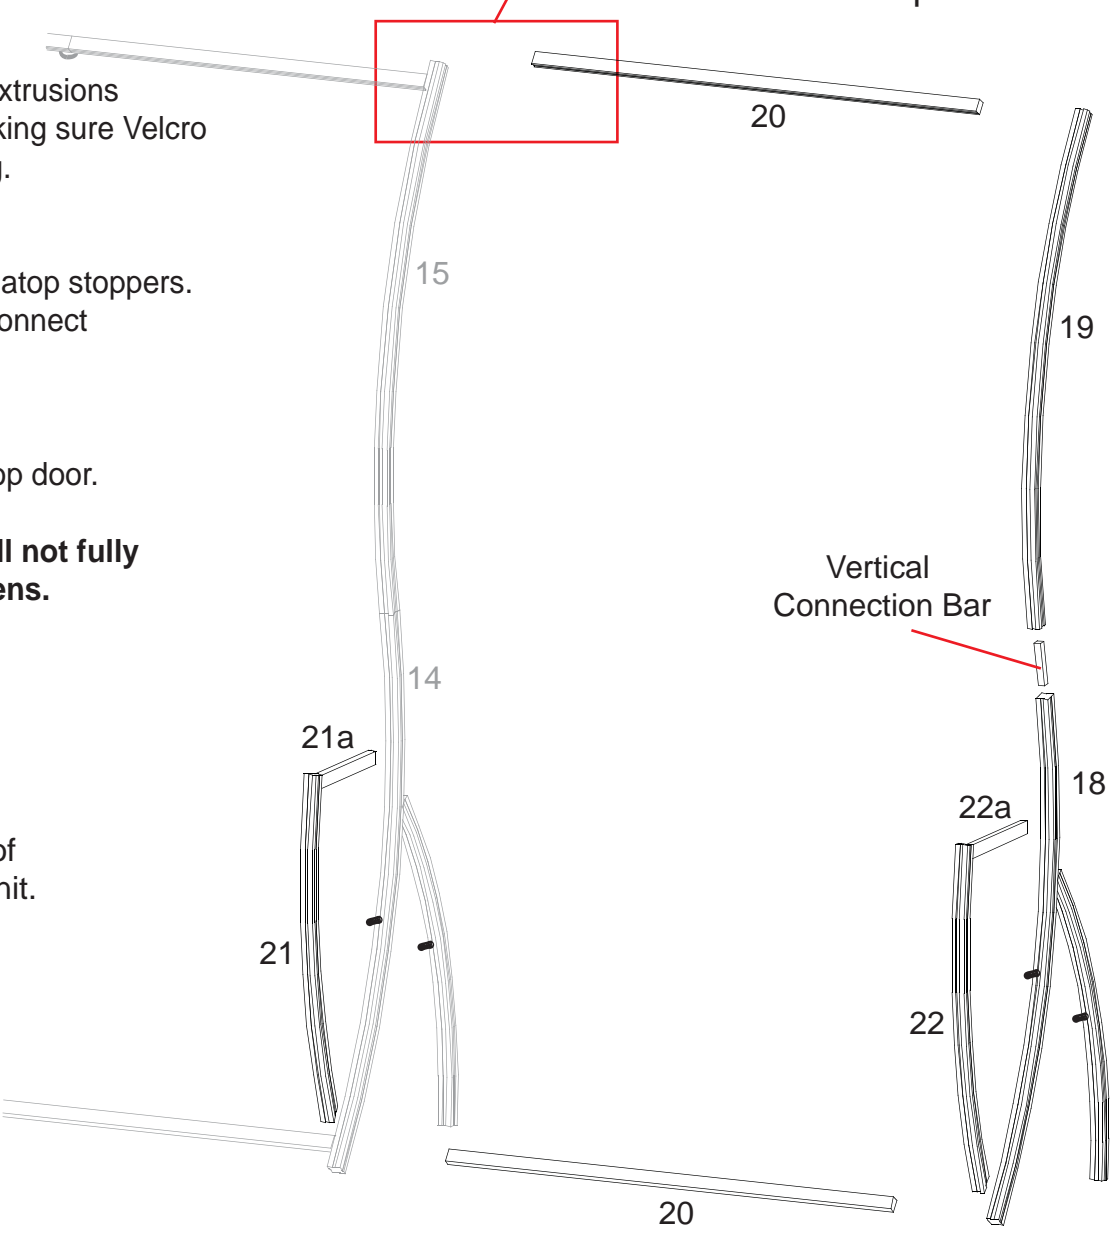 20
xtrusions
king sure Velcro
.
15
atop stoppers.
onnect
19
op door.
ll not fully
ens.
Vertical
Connection Bar
14
21a
18
22a
of
nit.
21
22
20